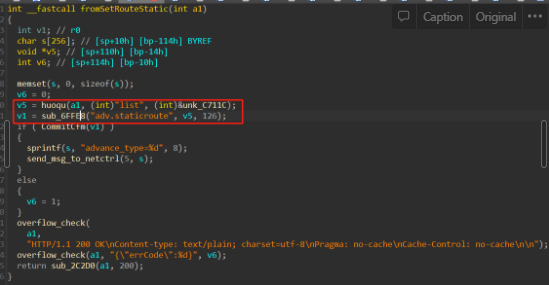 Caption
Original
int __fastcall fromSetRouteStatic(int a1)
{
int v1; // r0
char s[256]; // [sp+10h] [bp-114h] BYREF
void *v5; // [sp+110h] [bp-14h]
int v6; // [sp+114h] [bp-10h]
memset(s, 0, sizeof(s));
v6 = 0;
v5 = huoqu(a1, (int)"list", (int)&unk_C711C);
v1 = sub_6FFE8("adv.staticroute", v5, 126);
if ( CommitCfm(v1) )
{
sprintf(s, "advance_type=%d", 8);
send_msg_to_netctrl(5, s);
}
else
{
v6 = 1;
}
overflow_check(
a1,
"HTTP/1.1 200 OK\nContent-type: text/plain; charset=utf-8\nPragma: no-cache\nCache-Control: no-cache\n\n");
overflow_check(a1, "{\"errCode\":%d}", v6);
return sub_2C2D0(a1, 200);
}